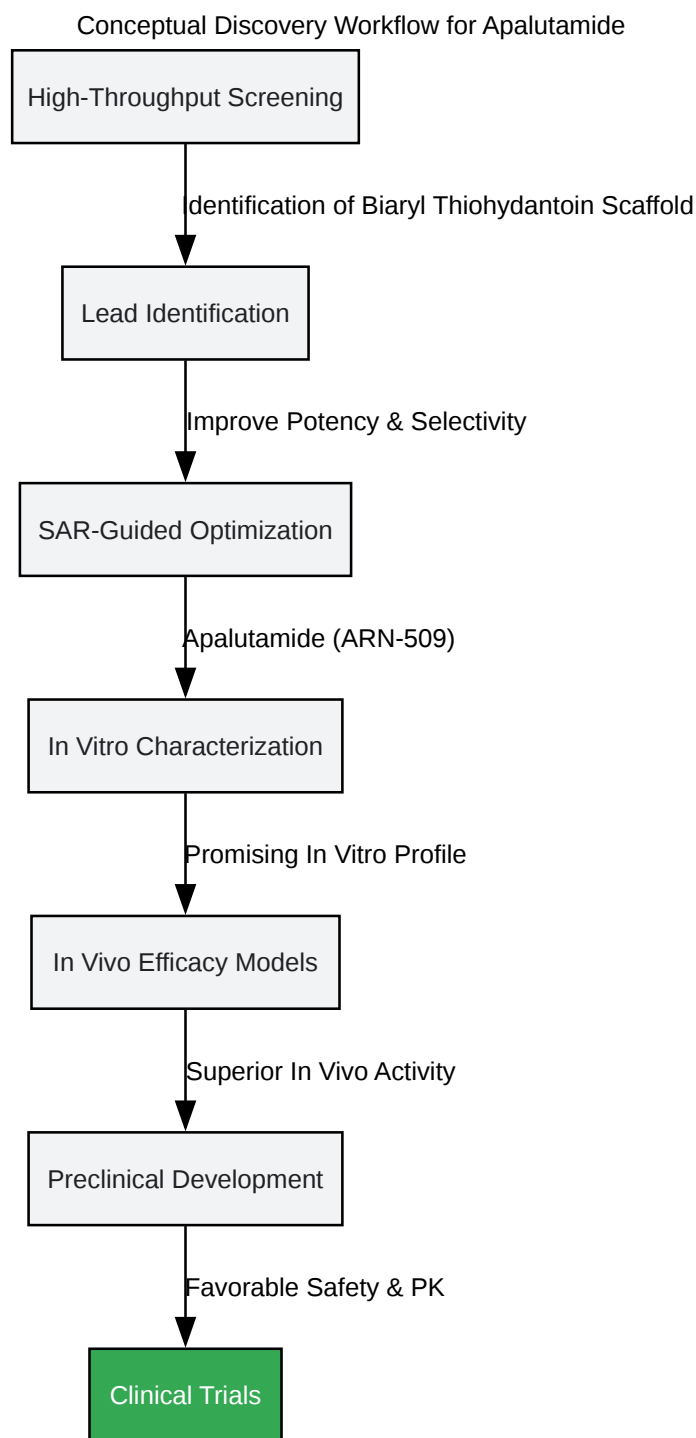 Conceptual Discovery Workflow for Apalutamide
High-Throughput Screening
Identification of Biaryl Thiohydantoin Scaffold
Lead Identification
Improve Potency & Selectivity
SAR-Guided Optimization
Apalutamide (ARN-509)
In Vitro Characterization
Promising In Vitro Profile
In Vivo Efficacy Models
Superior In Vivo Activity
Preclinical Development
Favorable Safety & PK
Clinical Trials